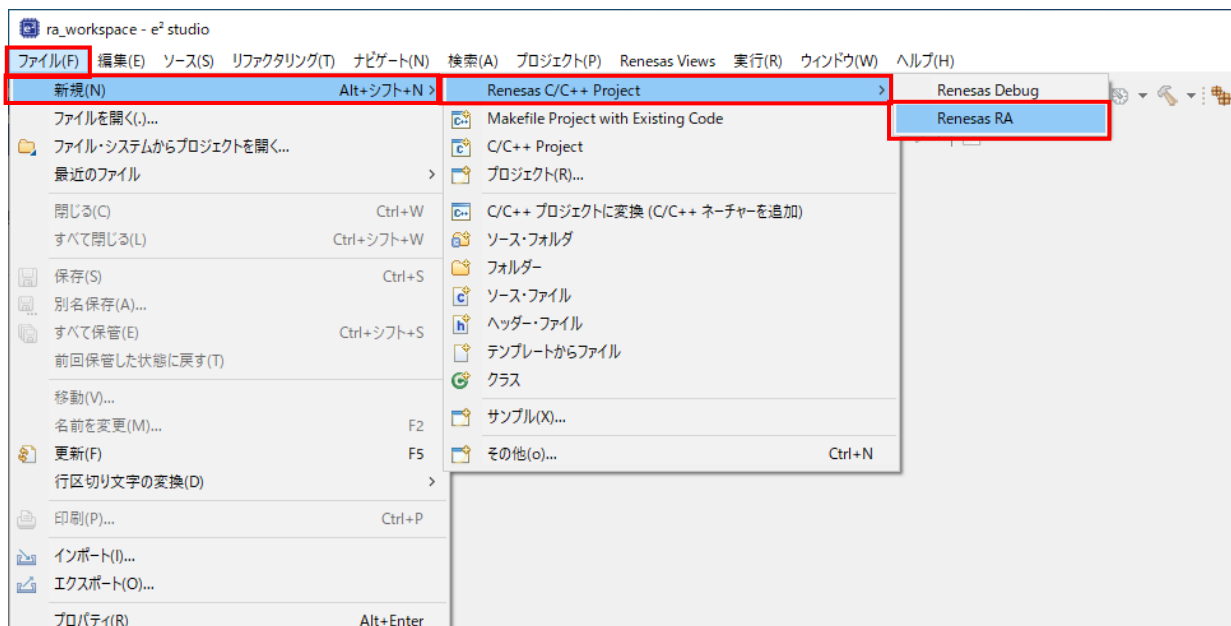 ra_workspace - e² studio
ファイル(F) 編集(E) ソース(S) リファクタリング(T) ナビゲート(N) 検索(A) プロジェクト(P) Renesas Views 実行(R) ウィンドウ(W) ヘルプ(H)
新規(N) Alt+シフト+N >
ファイルを開く(.)...
ファイル・システムからプロジェクトを開く...
最近のファイル >
閉じる(C) Ctrl+W
すべて閉じる(L) Ctrl+シフト+W
保存(S) Ctrl+S
別名保存(A)...
すべて保管(E) Ctrl+シフト+S
前回保管した状態に戻す(T)
移動(V)...
名前を変更(M)... F2
更新(F) F5
行区切り文字の変換(D) >
印刷(P)... Ctrl+P
インポート(I)...
エクスポート(O)...
プロパティ(R) Alt+Enter
Renesas C/C++ Project >
Makefile Project with Existing Code
C/C++ Project
プロジェクト(R)...
C/C++ プロジェクトに変換 (C/C++ ネーチャーを追加)
ソース・フォルダ
フォルダー
ソース・ファイル
ヘッダー・ファイル
テンプレートからファイル
クラス
サンプル(X)...
その他(o)... Ctrl+N
Renesas Debug
Renesas RA